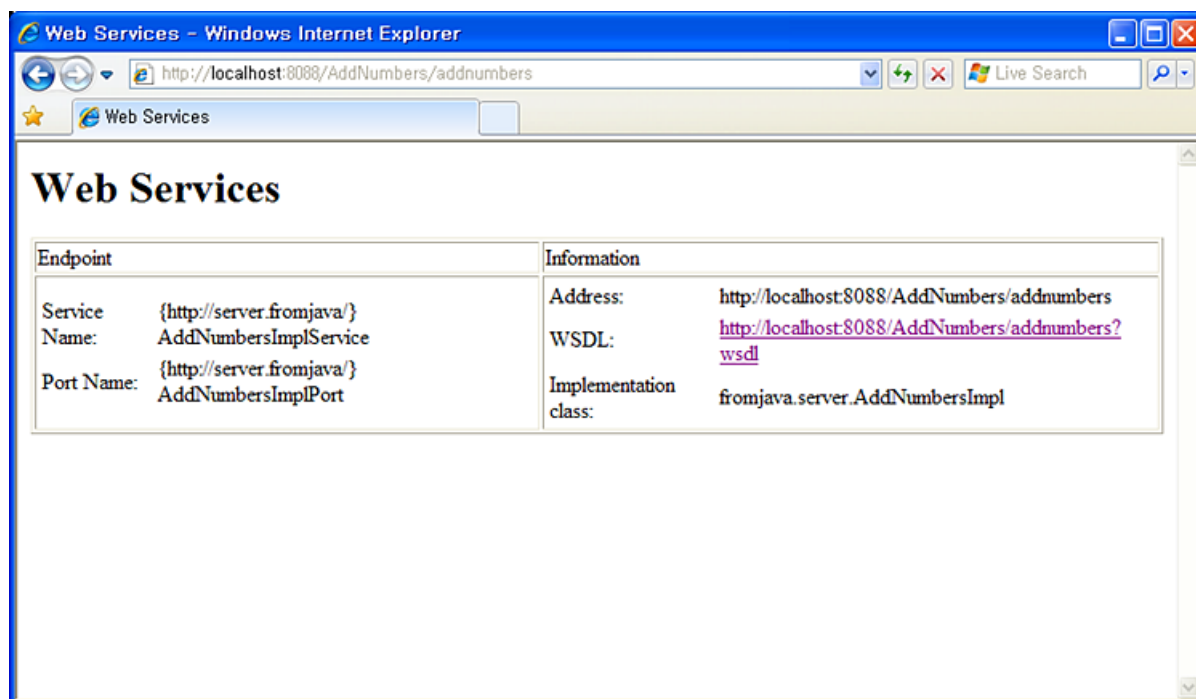 Web Services - Windows Internet Explorer
http://localhost:8088/AddNumbers/addnumbers
Live Search
Web Services
Web Services
Endpoint
Information
Service
Name:
{http://server.fromjava/}
AddNumbersImplService
Port Name:
{http://server.fromjava/}
AddNumbersImplPort
Address:
http://localhost:8088/AddNumbers/addnumbers
WSDL:
http://localhost:8088/AddNumbers/addnumbers?
wsdl
Implementation
class:
fromjava.server.AddNumbersImpl